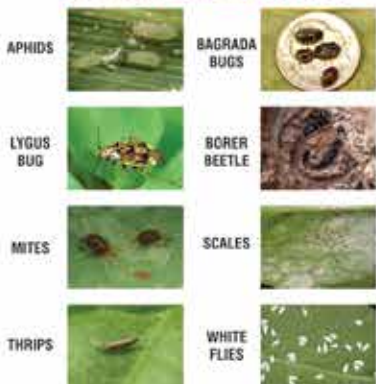 APHIDS
BAGRADA
BUGS
LYGUS
BUG
BORER
BEETLE
MITES
SCALES
THRIPS
WHITE
FLIES